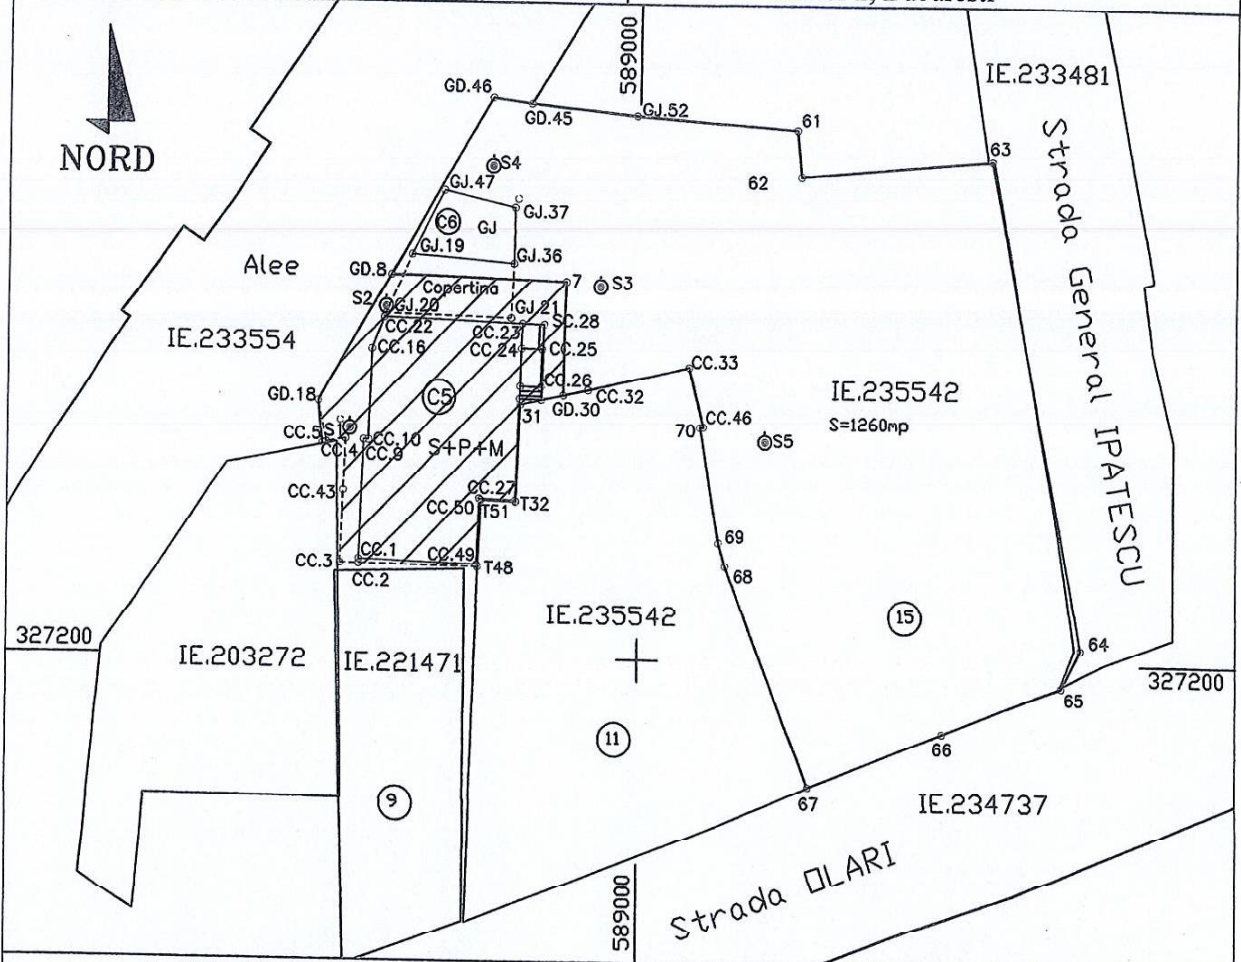 589000
IE.233481
GD.46
GD.45
GJ.52
61
NORD
S4
62
63
Strada General IPATESCU
GJ.47
GJ.37
C6
GJ
GJ.19
GJ.36
Alee
GD.8
Copertina
7
S3
S2
GJ.20
GJ.21
CC.22
CC.23
SC.28
IE.233554
CC.16
CC.24
CC.25
CC.33
CC.26
CC.32
IE.235542
GD.18
C5
31
GD.30
S=1260mp
S1
CC.5
CC.4
CC.10
CC.9
S+P+M
70
CC.46
S5
CC.43
CC.27
CC.50
T51
T32
69
CC.1
CC.49
CC.3
CC.2
T48
68
IE.235542
15
327200
IE.203272
IE.221471
64
327200
65
11
66
9
67
IE.234737
589000
Strada OLARI